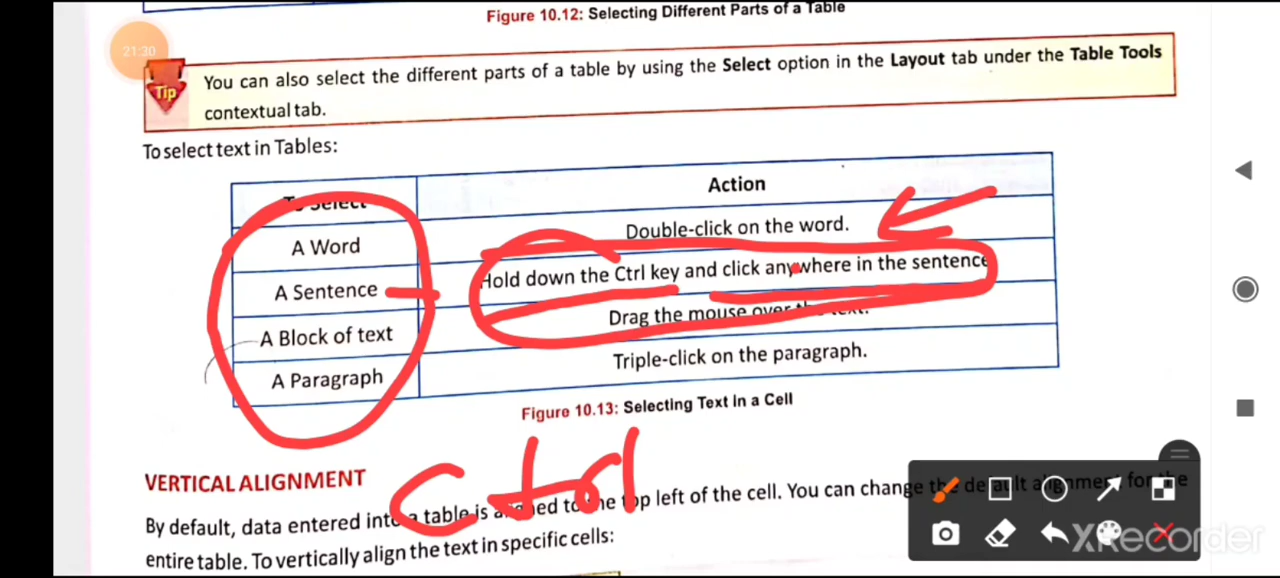 Figure 10.12: Selecting Different Parts of a Table
21:30
Tip
You can also select the different parts of a table by using the Select option in the Layout tab under the Table Tools
contextual tab.
To select text in Tables:
To Select
Action
A Word
Double-click on the word.
A Sentence
Hold down the Ctrl key and click anywhere in the sentence
A Block of text
Drag the mouse over the text.
A Paragraph
Triple-click on the paragraph.
Figure 10.13: Selecting Text in a Cell
Ctrl
VERTICAL ALIGNMENT
By default, data entered into a table is aligned to the top left of the cell. You can change the default alignment for the
entire table. To vertically align the text in specific cells:
XRecorder